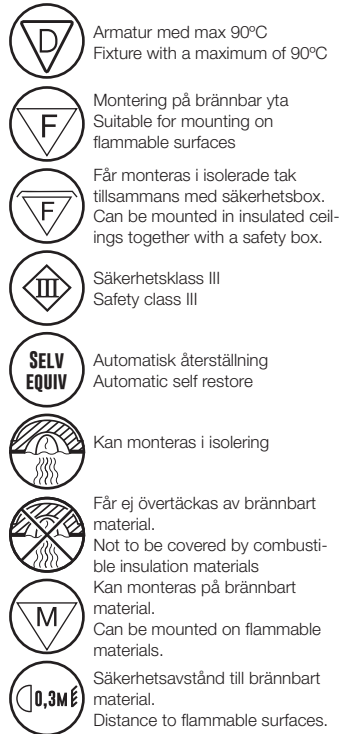 D
Armatur med max 90ºC
Fixture with a maximum of 90ºC
F
Montering på brännbar yta
Suitable for mounting on
flammable surfaces
F
Får monteras i isolerade tak
tillsammans med säkerhetsbox.
Can be mounted in insulated ceil-
ings together with a safety box.
III
Säkerhetsklass III
Safety class III
SELV
EQUIV
Automatisk återställning
Automatic self restore
Kan monteras i isolering
Får ej övertäckas av brännbart
material.
Not to be covered by combusti-
ble insulation materials
M
Kan monteras på brännbart
material.
Can be mounted on flammable
materials.
0,3M
Säkerhetsavstånd till brännbart
material.
Distance to flammable surfaces.